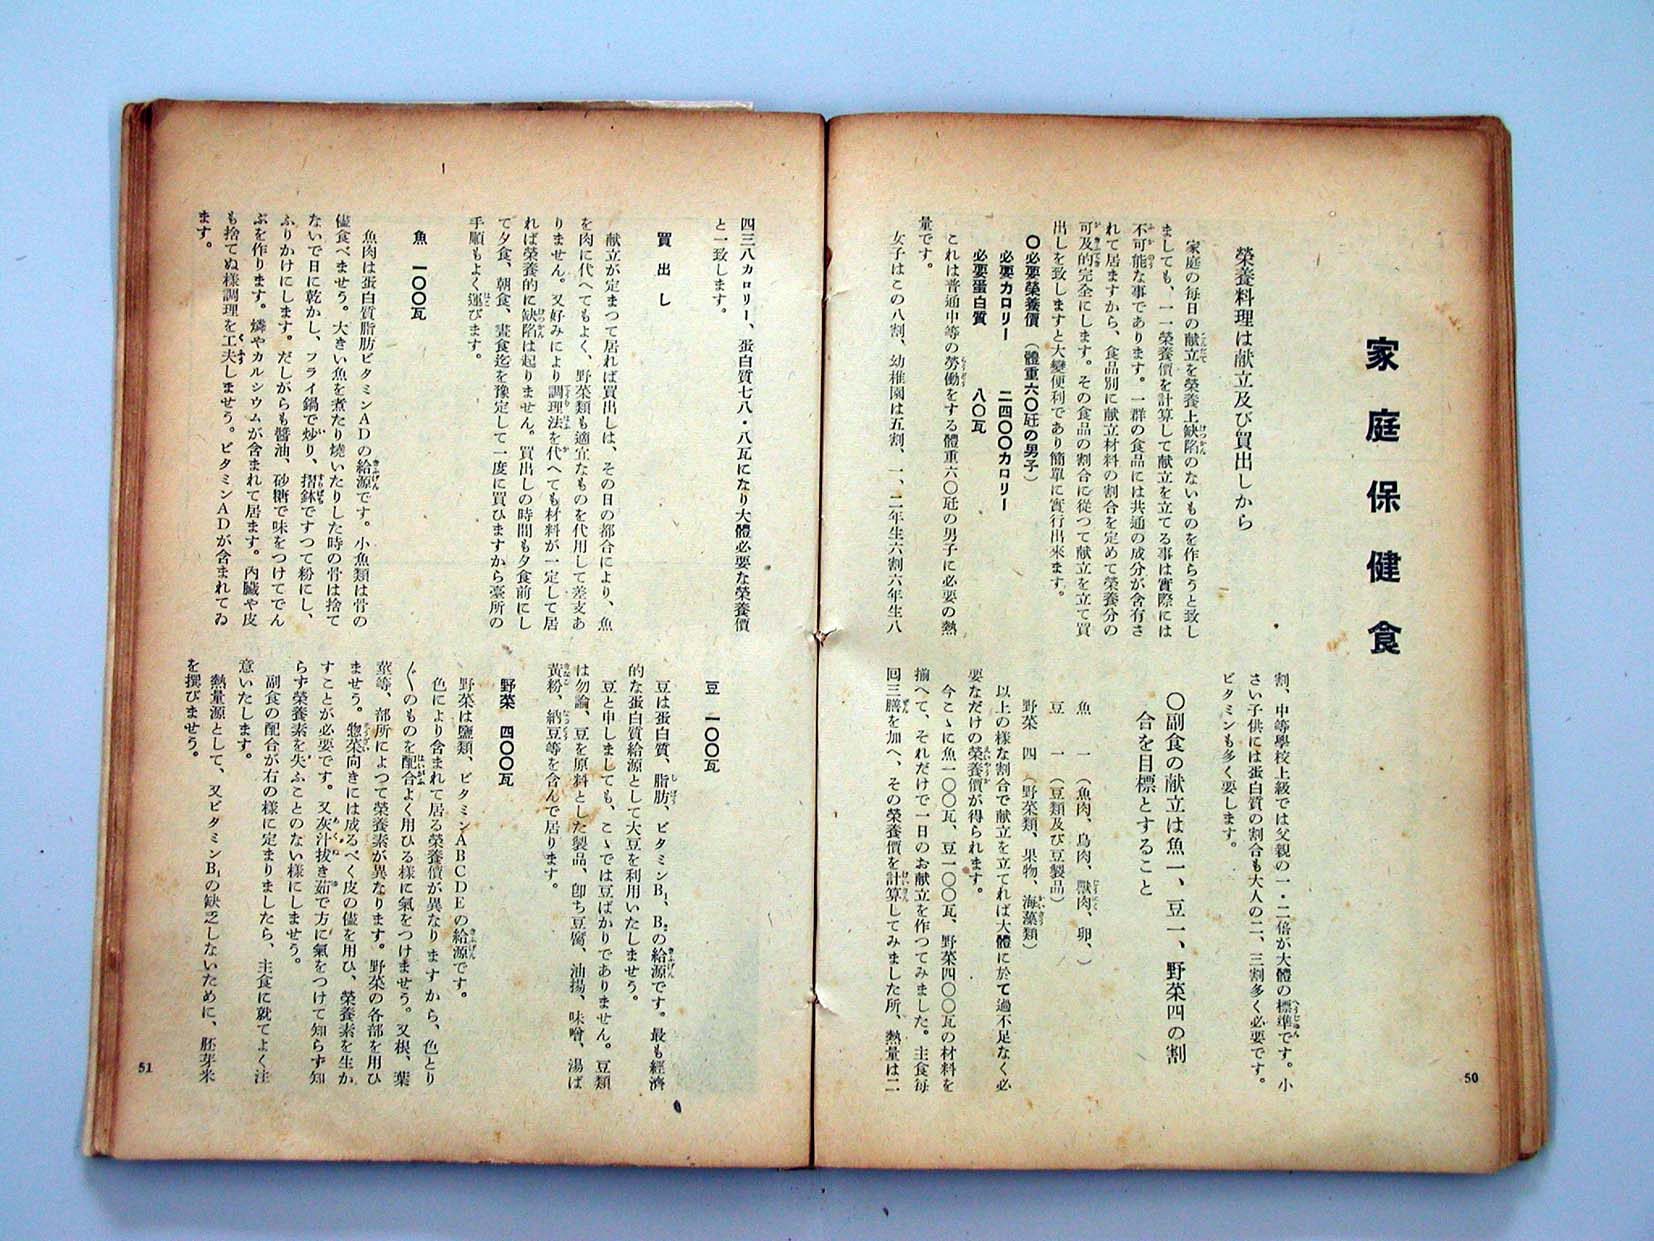 家庭保健食
榮養料理は献立及び買出しから
家庭の毎日の献立を榮養上缺陷のないものを作らうと致し
ましても、一一榮養價を計算して献立を立てる事は實際には
不可能な事であります。一群の食品には共通の成分が含有さ
れて居ますから、食品別に献立材料の割合を定めて榮養分の
可及的完全にします。その食品の割合に從つて献立を立て買
出しを致しますと大變便利であり簡單に實行出來ます。
〇必要榮養價(體重六〇瓩の男子)
必要カロリー 二四〇〇カロリー
必要蛋白質 八〇瓦
これは普通中等の勞働をする體重六〇瓩の男子に必要の熱
量です。
女子はこの八割、幼稚園は五割、一、二年生六割六年生八
割、中等學校上級では父親の一・二倍が大體の標準です。小
さい子供には蛋白質の割合も大人の二、三割多く必要です。
ビタミンも多く要します。
〇副食の献立は魚一、豆一、野菜四の割
合を目標とすること
魚 一(魚肉、鳥肉、獸肉、卵、)
豆 一(豆類及び豆製品)
野菜 四(野菜類、果物、海藻類)
以上の樣な割合で献立を立てれば大體に於て過不足なく必
要なだけの榮養價が得られます。
今こゝに魚一〇〇瓦、豆一〇〇瓦、野菜四〇〇瓦の材料を
揃へて、それだけで一日のお献立を作つてみました。主食每
回三膳を加へ、その榮養價を計算してみました所、熱量は二
50
四三八カロリー、蛋白質七八・八瓦になり大體必要な榮養價
と一致します。
買出し
献立が定まつて居れば買出しは、その日の都合により、魚
を肉に代へてもよく、野菜類も適宜なものを代用して差支あ
りません。又好みにより調理法を代へても材料が一定して居
れば榮養的に缺陷は起りません。買出しの時間も夕食前にし
て夕食、朝食、晝食迄を豫定して一度に買ひますから臺所の
手順もよく運びます。
魚 一〇〇瓦
魚肉は蛋白質脂肪ビタミンADの給源です。小魚類は骨の
儘食べませう。大きい魚を煮たり燒いたりした時の骨は捨て
ないで日に乾かし、フライ鍋で炒り、摺鉢ですつて粉にし、
ふりかけにします。だしがらも醬油、砂糖で味をつけてでん
ぶを作ります。燐やカルシウムが含まれて居ます。內臟や皮
も捨てぬ樣調理を工夫しませう。ビタミンADが含まれてゐ
ます。
豆 一〇〇瓦
豆は蛋白質、脂肪、ビタミンB₁、B₂の給源です。最も經濟
的な蛋白質給源として大豆を利用いたしませう。
豆と申しましても、こゝでは豆ばかりでありません。豆類
は勿論、豆を原料とした製品、卽ち豆腐、油揚、味噌、湯ば
黃粉、納豆等を含んで居ります。
野菜 四〇〇瓦
野菜は鹽類、ビタミンABCDEの給源です。
色により含まれて居る榮養價が異なりますから、色とり
〲のものを配合よく用ひる樣に氣をつけませう。又根、葉
莖等、部所によつて榮養素が異なります。野菜の各部を用ひ
ませう。惣菜向きには成るべく皮の儘を用ひ、榮養素を生か
すことが必要です。又灰汁拔き茹で方に氣をつけて知らず知
らず榮養素を失ふことのない樣にしませう。
副食の配合が右の樣に定まりましたら、主食に就てよく注
意いたします。
熱量源として、又ビタミンB₁の缺乏しないために、胚芽米
を撰びませう。
51